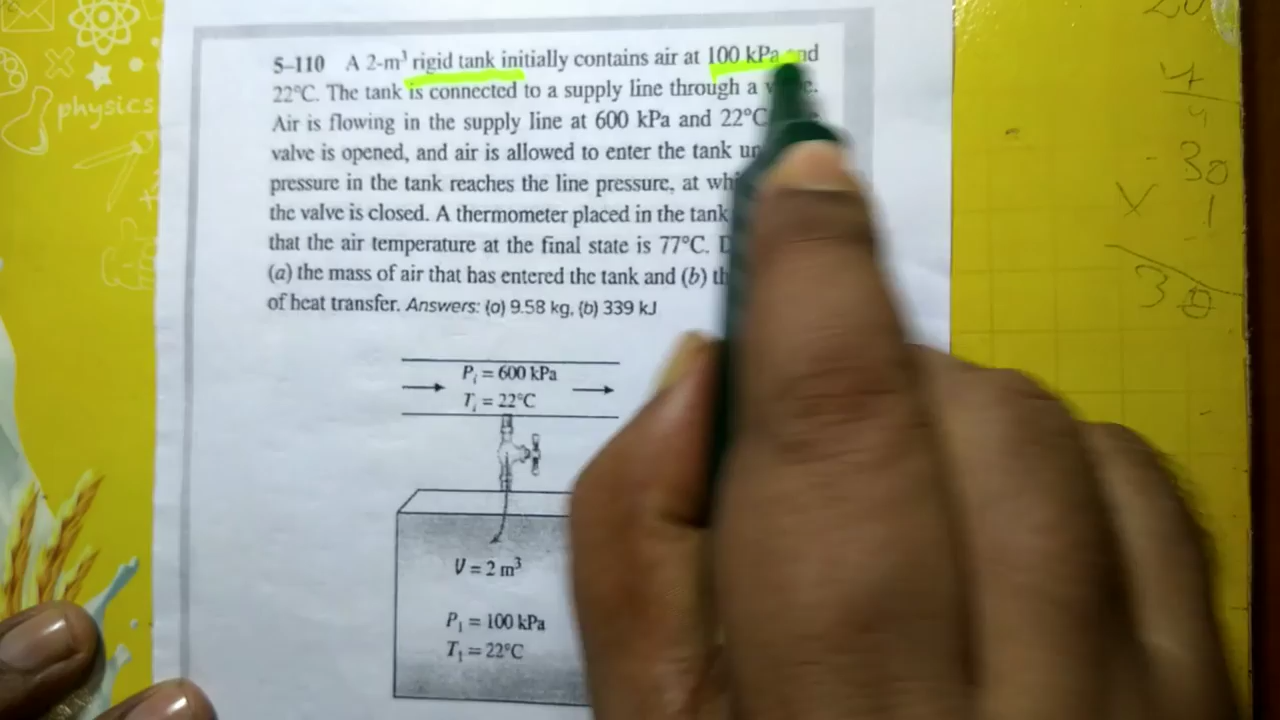 5–110 A 2-m³ rigid tank initially contains air at 100 kPa and
22°C. The tank is connected to a supply line through a
Air is flowing in the supply line at 600 kPa and 22°C
valve is opened, and air is allowed to enter the tank
pressure in the tank reaches the line pressure, at
the valve is closed. A thermometer placed in the tank
that the air temperature at the final state is 77°C.
(a) the mass of air that has entered the tank and (b)
of heat transfer. Answers: (a) 9.58 kg, (b) 339 kJ
Pᵢ = 600 kPa
Tᵢ = 22°C
V = 2 m³
P₁ = 100 kPa
T₁ = 22°C
physics
30
30